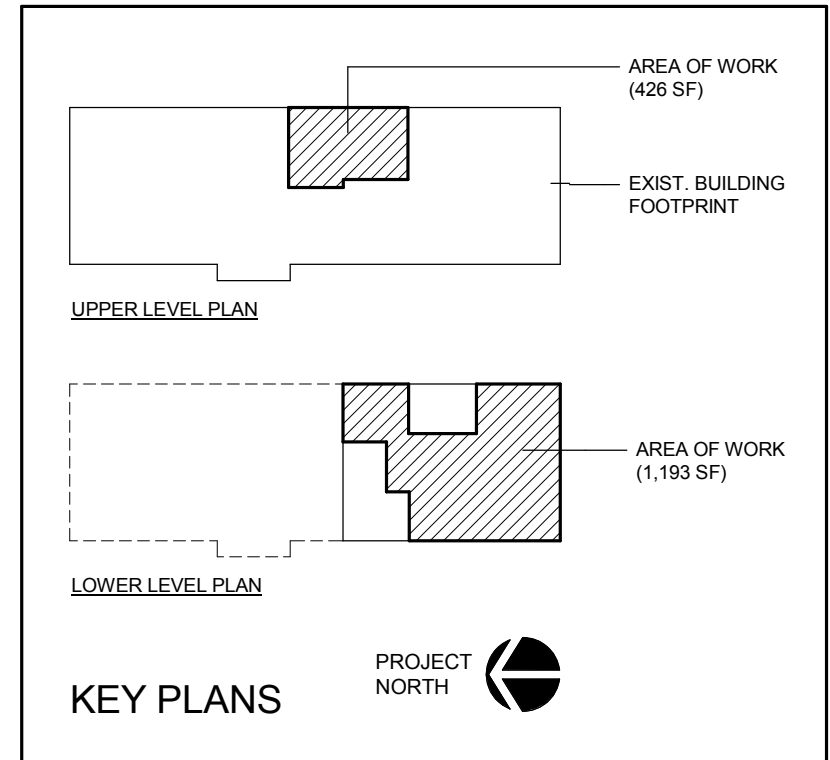 AREA OF WORK
(426 SF)
EXIST. BUILDING
FOOTPRINT
UPPER LEVEL PLAN
AREA OF WORK
(1,193 SF)
LOWER LEVEL PLAN
PROJECT
NORTH
KEY PLANS